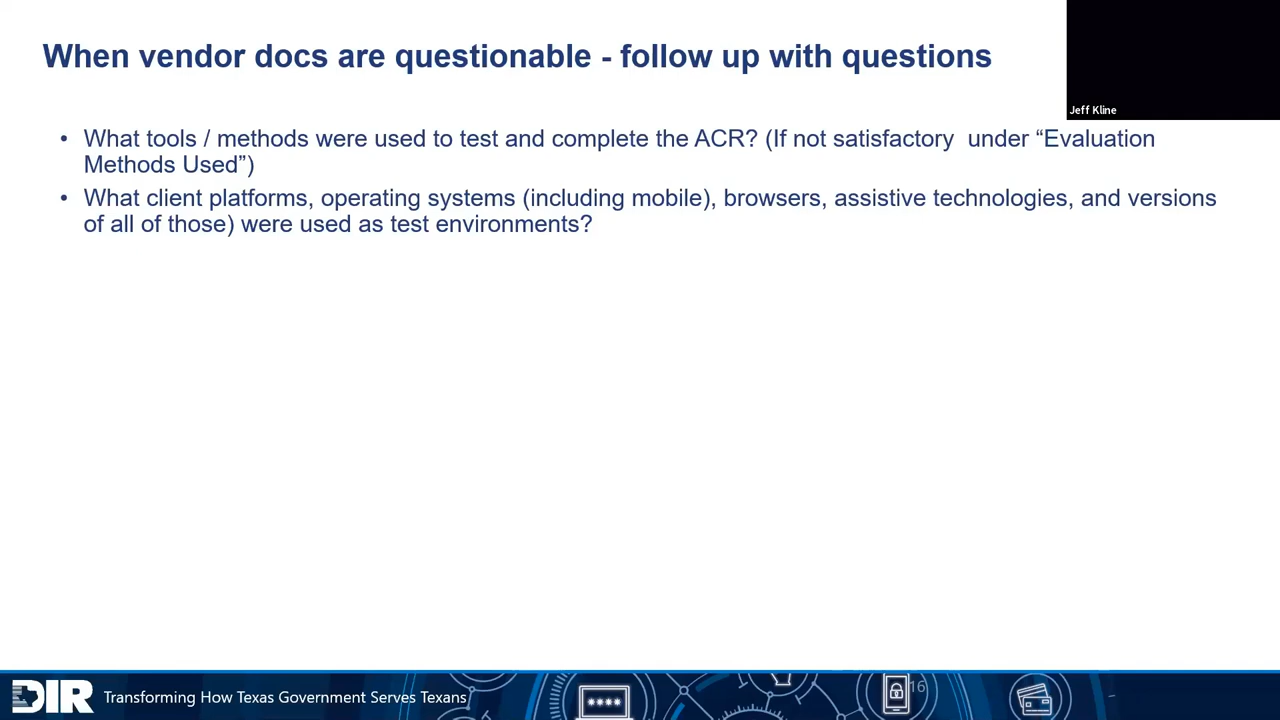 When vendor docs are questionable - follow up with questions
Jeff Kline
• What tools / methods were used to test and complete the ACR? (If not satisfactory  under “Evaluation
Methods Used”)
• What client platforms, operating systems (including mobile), browsers, assistive technologies, and versions
of all of those) were used as test environments?
DIR Transforming How Texas Government Serves Texans
****
16